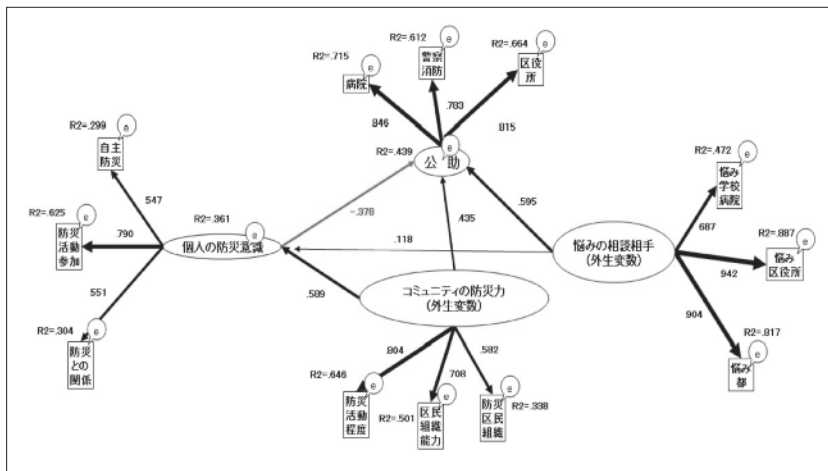 R2=.612
e
R2=.715
e
警察
消防
R2=.664
e
病院
区役
所
.846
.783
.815
R2=.299
e
自主
防災
R2=.439
e
公 助
R2=.472
e
悩み
学校
病院
.547
-.378
.435
.595
.687
R2=.625
e
防災
活動
参加
.790
R2=.361
e
個人の防災意識
.118
悩みの相談相手
(外生変数)
R2=.887
e
悩み
区役所
.942
.551
.589
コミュニティの防災力
(外生変数)
.904
R2=.304
e
防災
との
関係
R2=.817
e
悩み
都
.804
.708
.582
R2=.646
e
防災
活動
程度
R2=.501
e
区民
組織
能力
e
防災
区民
組織
R2=.338